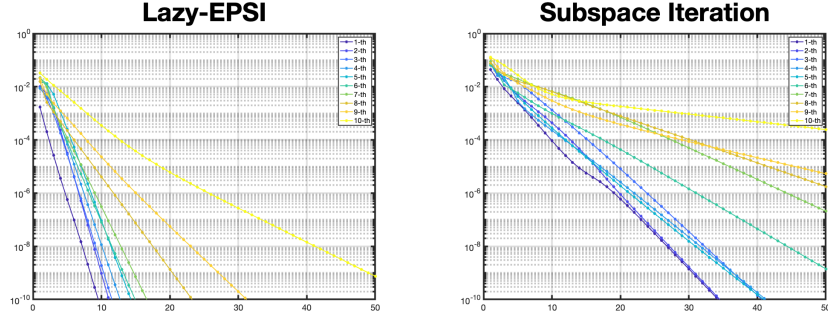 Lazy-EPSI
10^0
10^-2
10^-4
10^-6
10^-8
10^-10
0
10
20
30
40
50
1-th
2-th
3-th
4-th
5-th
6-th
7-th
8-th
9-th
10-th
Subspace Iteration
10^0
10^-2
10^-4
10^-6
10^-8
10^-10
0
10
20
30
40
50
1-th
2-th
3-th
4-th
5-th
6-th
7-th
8-th
9-th
10-th